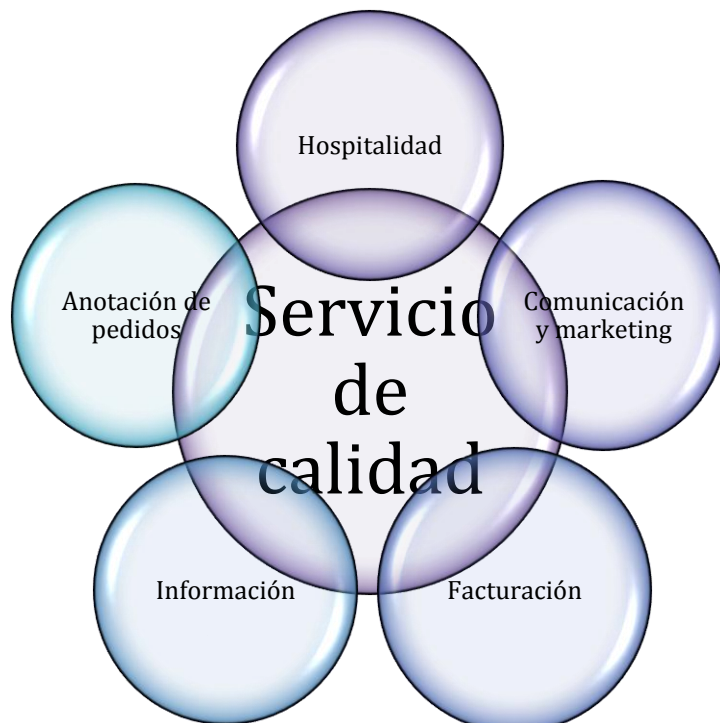 Hospitalidad
Anotación de
pedidos
Servicio
de
calidad
Comunicación
y marketing
Información
Facturación